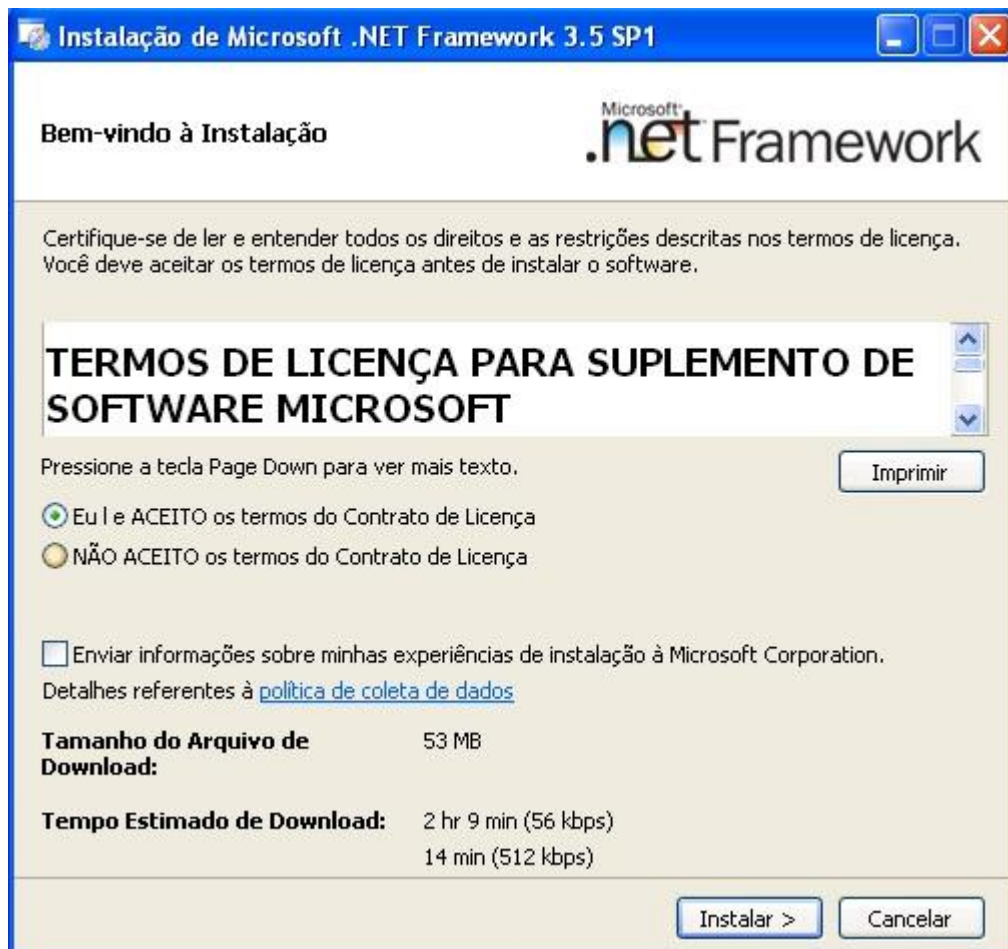 Instalação de Microsoft .NET Framework 3.5 SP1
Bem-vindo à Instalação
Microsoft
.net Framework
Certifique-se de ler e entender todos os direitos e as restrições descritas nos termos de licença.
Você deve aceitar os termos de licença antes de instalar o software.
TERMOS DE LICENÇA PARA SUPLEMENTO DE
SOFTWARE MICROSOFT
Pressione a tecla Page Down para ver mais texto.
Imprimir
Eu l e ACEITO os termos do Contrato de Licença
NÃO ACEITO os termos do Contrato de Licença
Enviar informações sobre minhas experiências de instalação à Microsoft Corporation.
Detalhes referentes à política de coleta de dados
Tamanho do Arquivo de 53 MB
Download:
Tempo Estimado de Download: 2 hr 9 min (56 kbps)
14 min (512 kbps)
Instalar > Cancelar